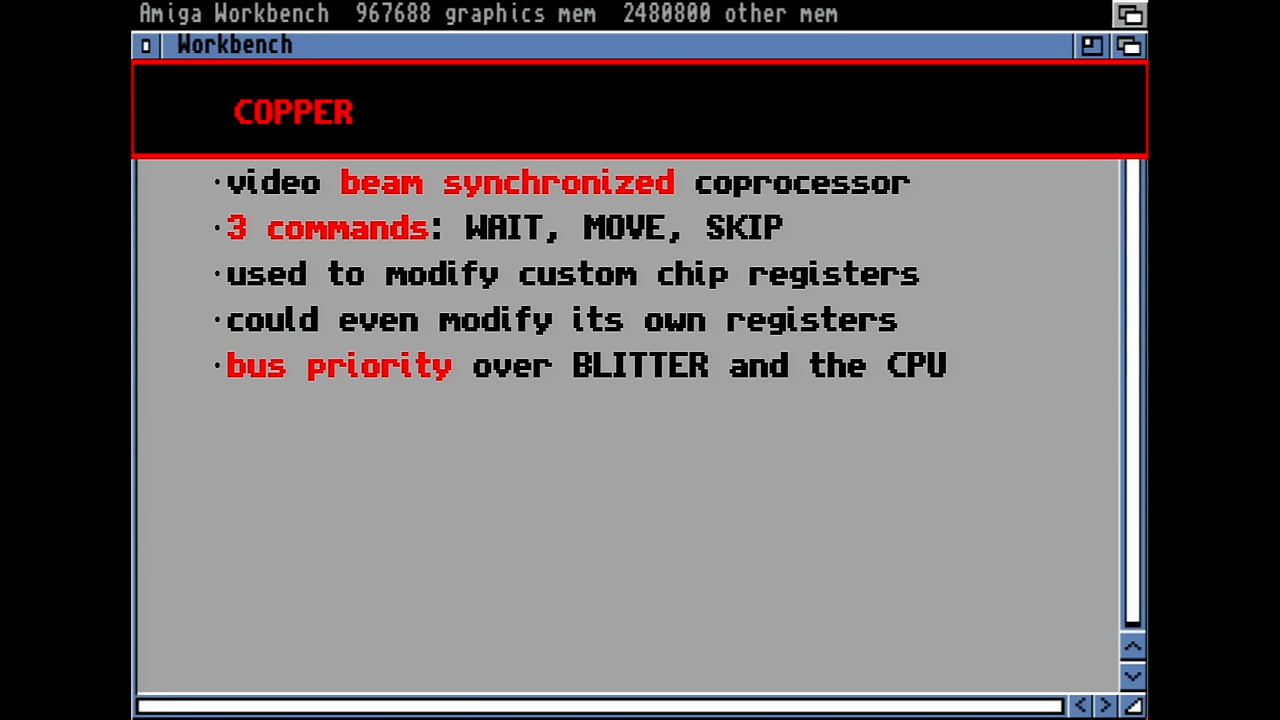 Amiga Workbench  967688 graphics mem  2480800 other mem
Workbench
COPPER
·video beam synchronized coprocessor
·3 commands: WAIT, MOVE, SKIP
·used to modify custom chip registers
·could even modify its own registers
·bus priority over BLITTER and the CPU